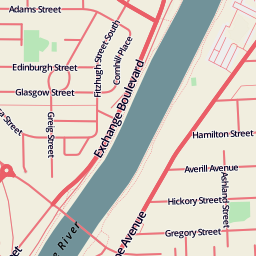 Adams Street
Fitzhugh Street South
Cornhill Place
Edinburgh Street
Exchange Boulevard
Glasgow Street
Street
Greig Street
Hamilton Street
Averill Avenue
Ashland Street
Hickory Street
River
Avenue
Gregory Street